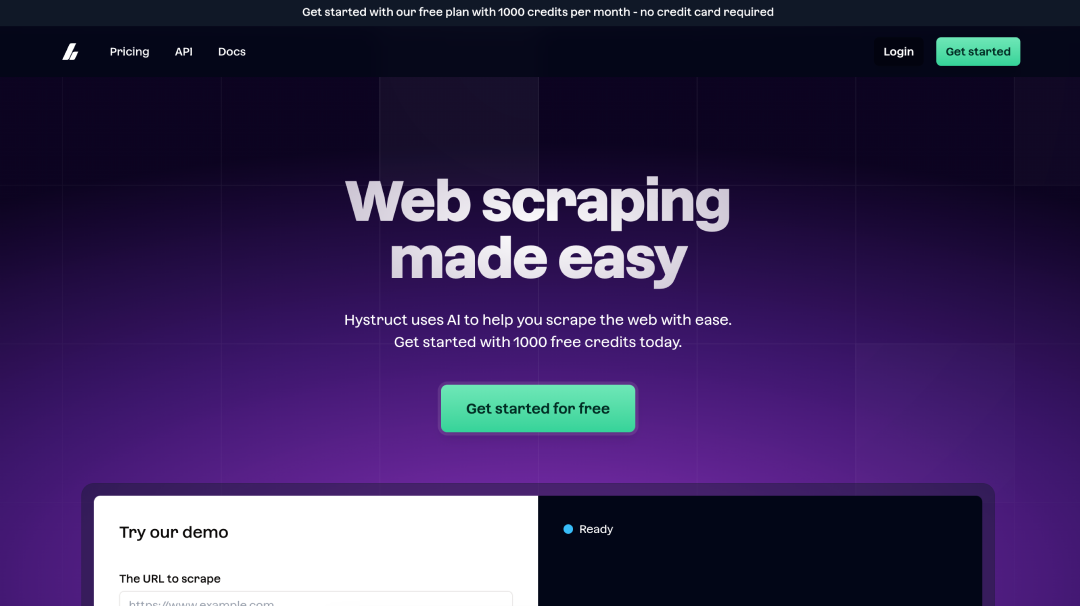 Get started with our free plan with 1000 credits per month - no credit card required
Pricing
API
Docs
Login
Get started
Web scraping
made easy
Hystruct uses AI to help you scrape the web with ease.
Get started with 1000 free credits today.
Get started for free
Try our demo
Ready
The URL to scrape
https://www.example.com